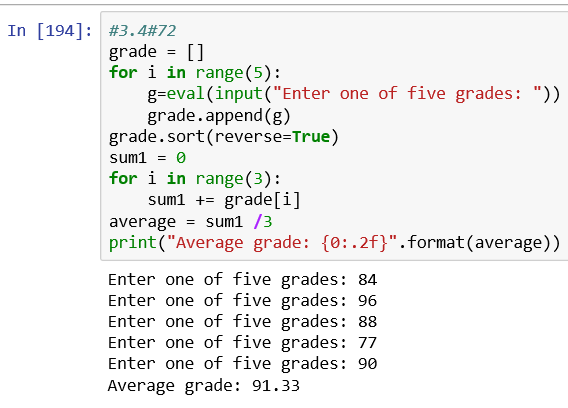 In [194]: #3.4#72
grade = []
for i in range(5):
    g=eval(input("Enter one of five grades: "))
    grade.append(g)
grade.sort(reverse=True)
sum1 = 0
for i in range(3):
    sum1 += grade[i]
average = sum1 /3
print("Average grade: {0:.2f}".format(average))
Enter one of five grades: 84
Enter one of five grades: 96
Enter one of five grades: 88
Enter one of five grades: 77
Enter one of five grades: 90
Average grade: 91.33